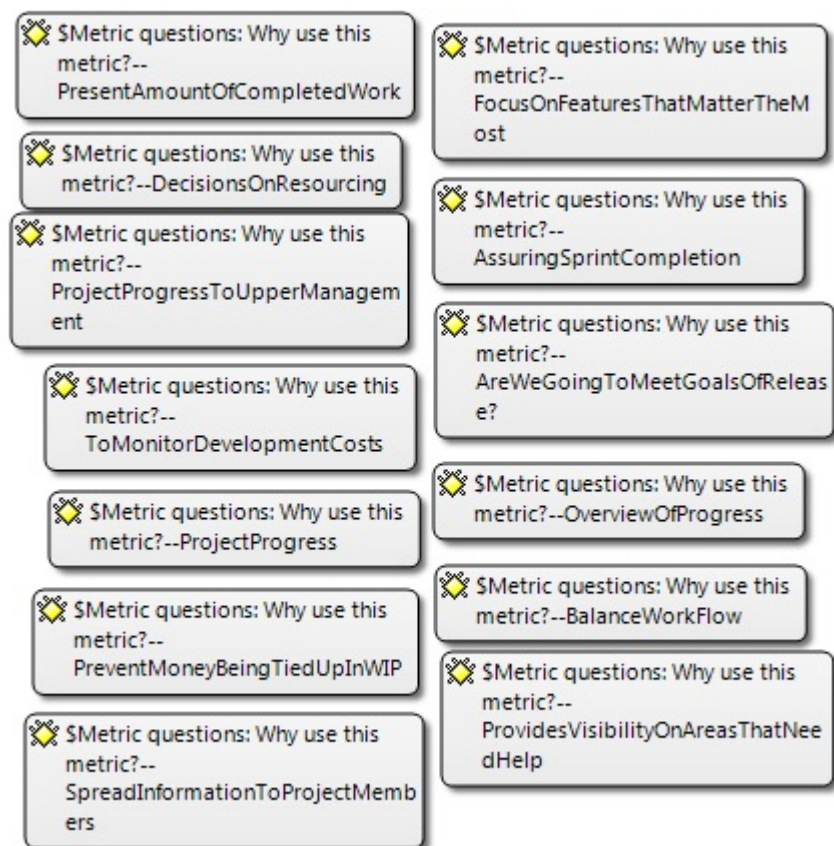 $Metric questions: Why use this
metric?--
PresentAmountOfCompletedWork
$Metric questions: Why use this
metric?--DecisionsOnResourcing
$Metric questions: Why use this
metric?--
ProjectProgressToUpperManagem
ent
$Metric questions: Why use this
metric?--
ToMonitorDevelopmentCosts
$Metric questions: Why use this
metric?--ProjectProgress
$Metric questions: Why use this
metric?--
PreventMoneyBeingTiedUpInWIP
$Metric questions: Why use this
metric?--
SpreadInformationToProjectMemb
ers
$Metric questions: Why use this
metric?--
FocusOnFeaturesThatMatterTheM
ost
$Metric questions: Why use this
metric?--
AssuringSprintCompletion
$Metric questions: Why use this
metric?--
AreWeGoingToMeetGoalsOfReleas
e?
$Metric questions: Why use this
metric?--OverviewOfProgress
$Metric questions: Why use this
metric?--BalanceWorkFlow
$Metric questions: Why use this
metric?--
ProvidesVisibilityOnAreasThatNee
dHelp